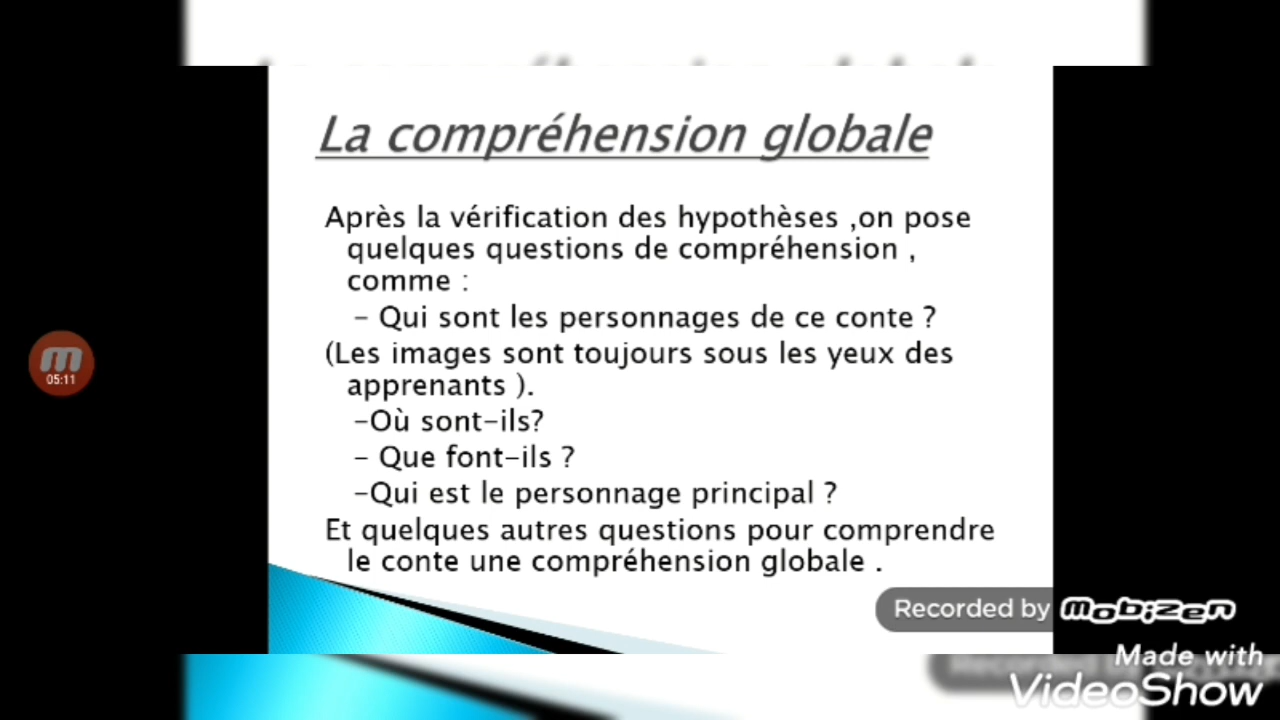 La compréhension globale
Après la vérification des hypothèses ,on pose
quelques questions de compréhension ,
comme :
- Qui sont les personnages de ce conte ?
(Les images sont toujours sous les yeux des
apprenants ).
-Où sont-ils?
- Que font-ils ?
-Qui est le personnage principal ?
Et quelques autres questions pour comprendre
le conte une compréhension globale .
05:11
Recorded by mobizen
Made with
VideoShow